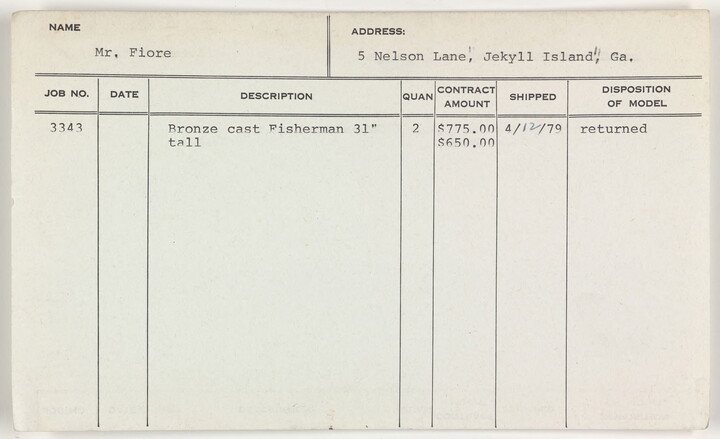 NAME
Mr. Fiore
ADDRESS:
5 Nelson Lane, Jekyll Island, Ga.
JOB NO. DATE DESCRIPTION QUAN CONTRACT AMOUNT SHIPPED DISPOSITION OF MODEL
3343 Bronze cast Fisherman 31" 2 $775.00 4/12/79 returned
tall $650.00